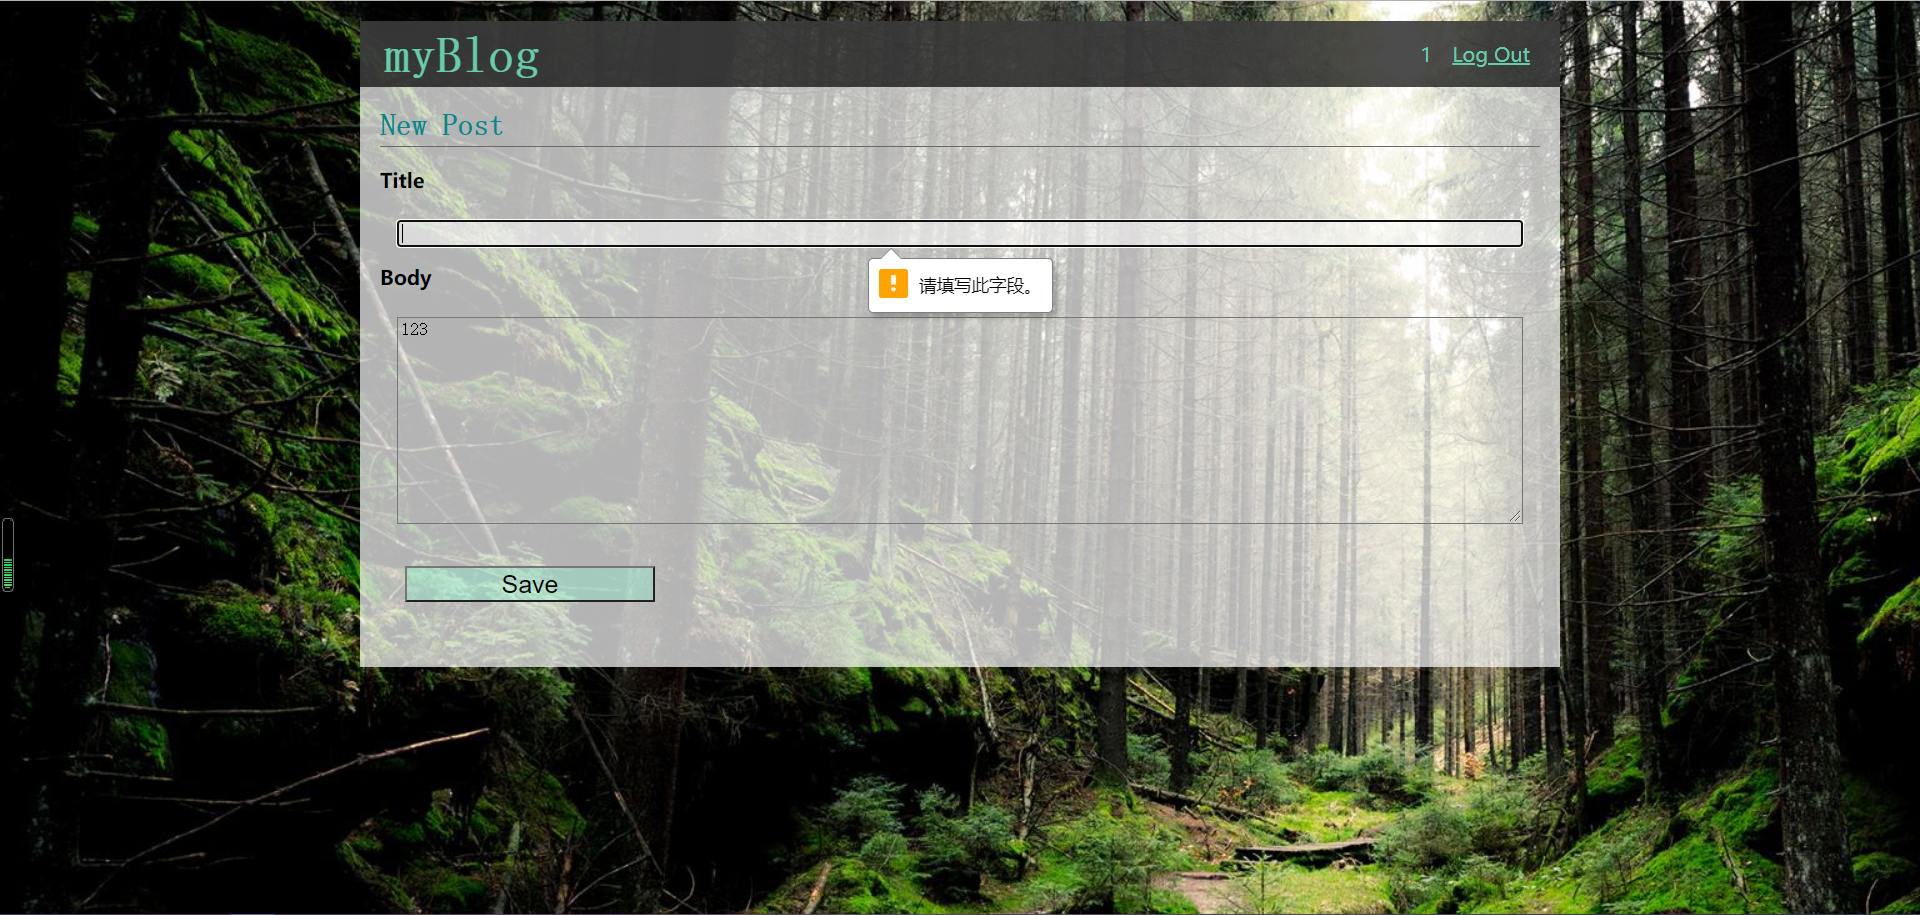 myBlog
1 Log Out
New Post
Title
请填写此字段。
Body
123
Save